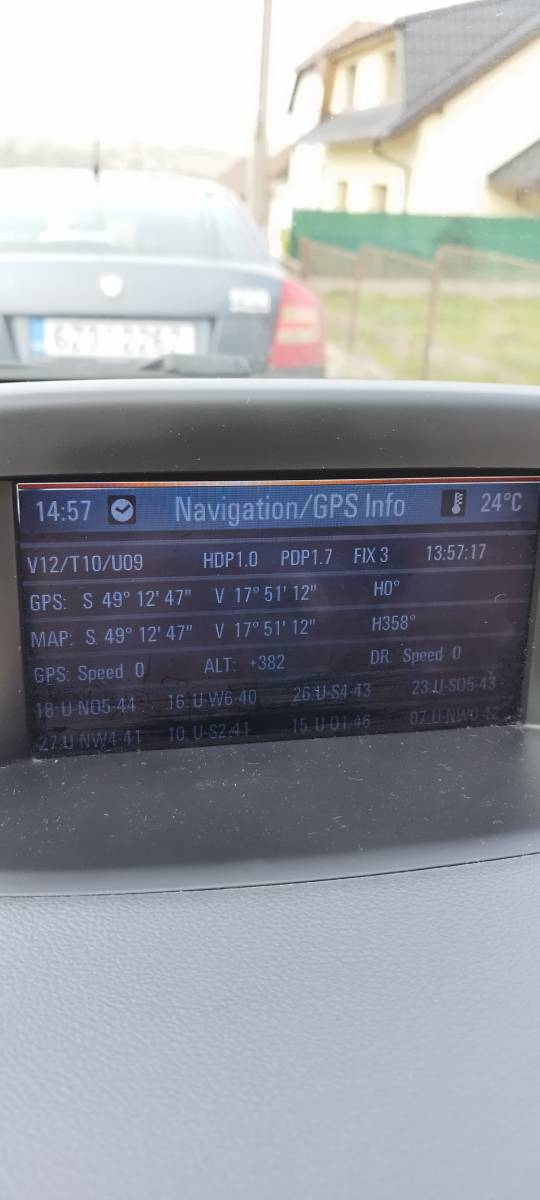 14:57 Navigation/GPS Info 24°C
V12/T10/U09 HDP1.0 PDP1.7 FIX 3 13:57:17
GPS: S 49° 12' 47" V 17° 51' 12" H0°
MAP: S 49° 12' 47" V 17° 51' 12" H358°
GPS: Speed 0 ALT: +382 DR: Speed 0
18:U-NO5-44 16:U-W6-40 26:U-S4-43 23:U-SO5-43
27:U-NW4-41 10:U-S2-41 15:U-O1-46